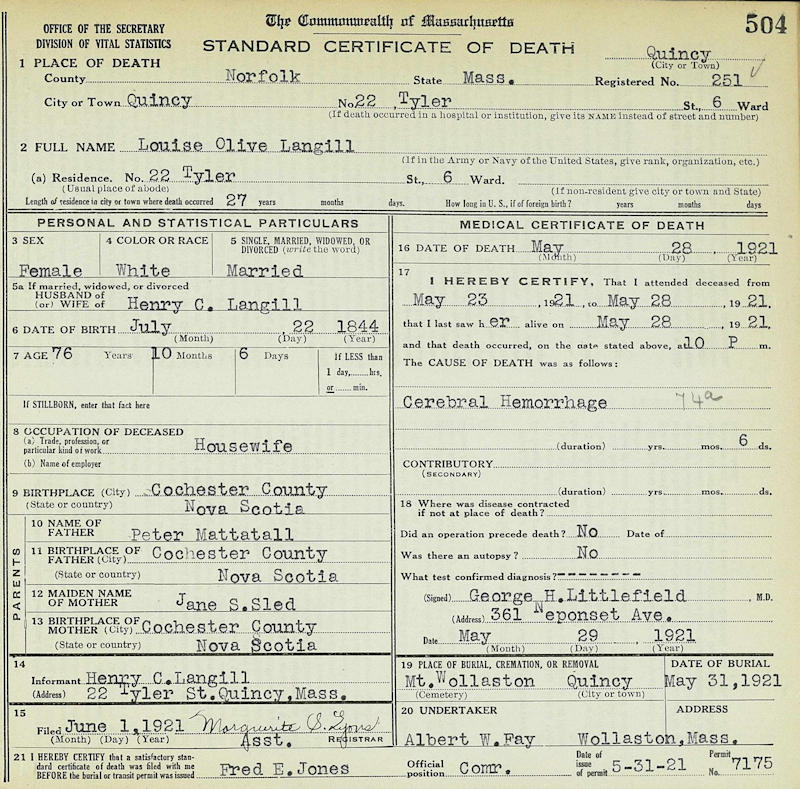 The Commonwealth of Massachusetts
504
OFFICE OF THE SECRETARY
DIVISION OF VITAL STATISTICS
STANDARD CERTIFICATE OF DEATH
Quincy
(City or Town)
1 PLACE OF DEATH
County Norfolk State Mass. Registered No. 251
City or Town Quincy No. 22 , Tyler St., 6 Ward
(If death occurred in a hospital or institution, give its NAME instead of street and number)
2 FULL NAME Louise Olive Langill
(If in the Army or Navy of the United States, give rank, organization, etc.)
(a) Residence. No. 22 Tyler St., 6 Ward.
(Usual place of abode) (If non-resident give city or town and State)
Length of residence in city or town where death occurred 27 years months days. How long in U. S., if of foreign birth? years months days
PERSONAL AND STATISTICAL PARTICULARS
3 SEX
Female
4 COLOR OR RACE
White
5 SINGLE, MARRIED, WIDOWED, OR
DIVORCED (write the word)
Married
5a If married, widowed, or divorced
HUSBAND of
(or) WIFE of Henry C. Langill
6 DATE OF BIRTH July , 22 1844
(Month) (Day) (Year)
7 AGE 76 Years 10 Months 6 Days
If LESS than
1 day,......hrs.
or......min.
If STILLBORN, enter that fact here
8 OCCUPATION OF DECEASED
(a) Trade, profession, or
particular kind of work Housewife
(b) Name of employer
9 BIRTHPLACE (City) Cochester County
(State or country) Nova Scotia
PARENTS
10 NAME OF
FATHER Peter Mattatall
11 BIRTHPLACE OF
FATHER (City) Cochester County
(State or country) Nova Scotia
12 MAIDEN NAME
OF MOTHER Jane S.Sled
13 BIRTHPLACE OF
MOTHER (City) Cochester County
(State or country) Nova Scotia
14
Informant Henry C.Langill
(Address) 22 Tyler St.Quincy,Mass.
15
Filed June 1,1921 Marguerite S. Lyons
(Month) (Day) (Year) Asst. REGISTRAR
MEDICAL CERTIFICATE OF DEATH
16 DATE OF DEATH May 28 , 1921
(Month) (Day) (Year)
17
I HEREBY CERTIFY, That I attended deceased from
May 23 , 1921, to May 28 , 1921,
that I last saw her alive on May 28 , 1921,
and that death occurred, on the date stated above, at 10 P m.
The CAUSE OF DEATH was as follows:
Cerebral Hemorrhage 74a
(duration) yrs. mos. 6 ds.
CONTRIBUTORY
(SECONDARY)
(duration) yrs. mos. ds.
18 Where was disease contracted
if not at place of death?
Did an operation precede death? No Date of
Was there an autopsy? No
What test confirmed diagnosis? --------
(Signed) George H.Littlefield M.D.
(Address) 361 Neponset Ave.
Date May 29 , 1921
(Month) (Day) (Year)
19 PLACE OF BURIAL, CREMATION, OR REMOVAL
Mt.Wollaston Quincy
(Cemetery) (City or town)
DATE OF BURIAL
May 31,1921
20 UNDERTAKER ADDRESS
Albert W.Fay Wollaston,Mass.
21 I HEREBY CERTIFY that a satisfactory stan-
dard certificate of death was filed with me
BEFORE the burial or transit permit was issued Fred E.Jones
Official
position Comr.
Date of
issue
of permit 5-31-21
Permit
No. 7175